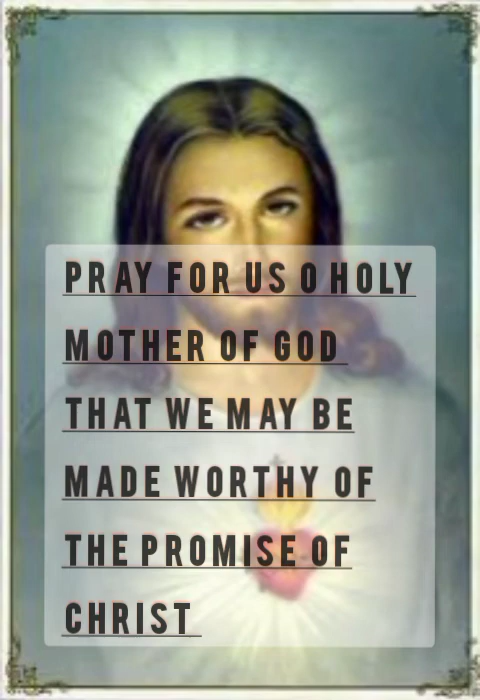 PRAY FOR US O HOLY
MOTHER OF GOD
THAT WE MAY BE
MADE WORTHY OF
THE PROMISE OF
CHRIST